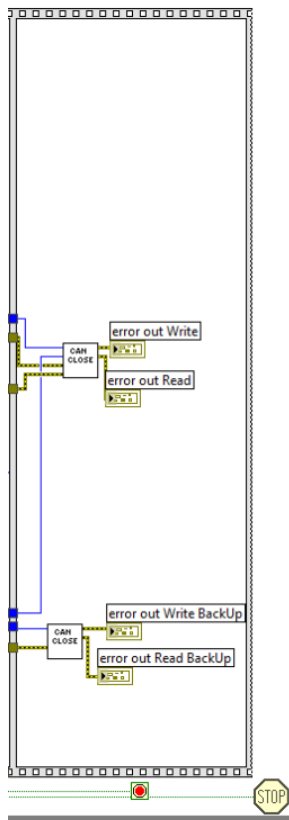 error out Write
CAN
CLOSE
error out Read
error out Write BackUp
CAN
CLOSE
error out Read BackUp
STOP